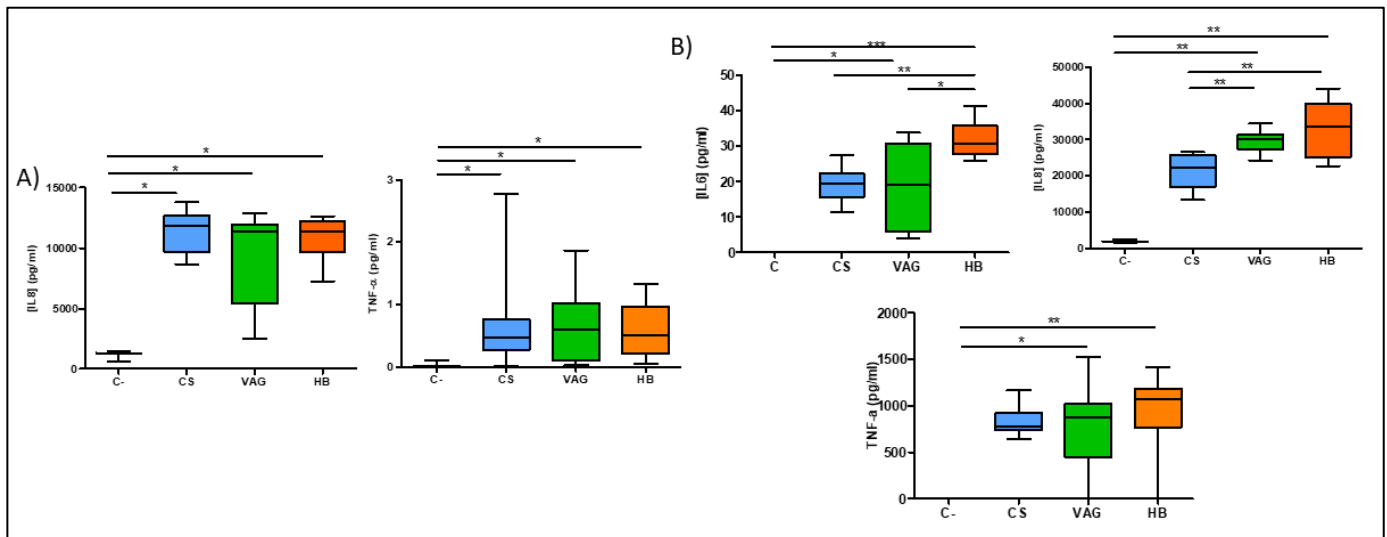 A)
*
*
*
[IL8] (pg/ml)
15000
10000
5000
0
C-
CS
VAG
HB
*
*
*
TNF-α (pg/ml)
3
2
1
0
C-
CS
VAG
HB
B)
***
*
**
*
[IL6] (pg/ml)
50
40
30
20
10
0
C
CS
VAG
HB
**
**
**
**
[IL8] (pg/ml)
50000
40000
30000
20000
10000
0
C-
CS
VAG
HB
**
*
TNF-a (pg/ml)
2000
1500
1000
500
0
C-
CS
VAG
HB